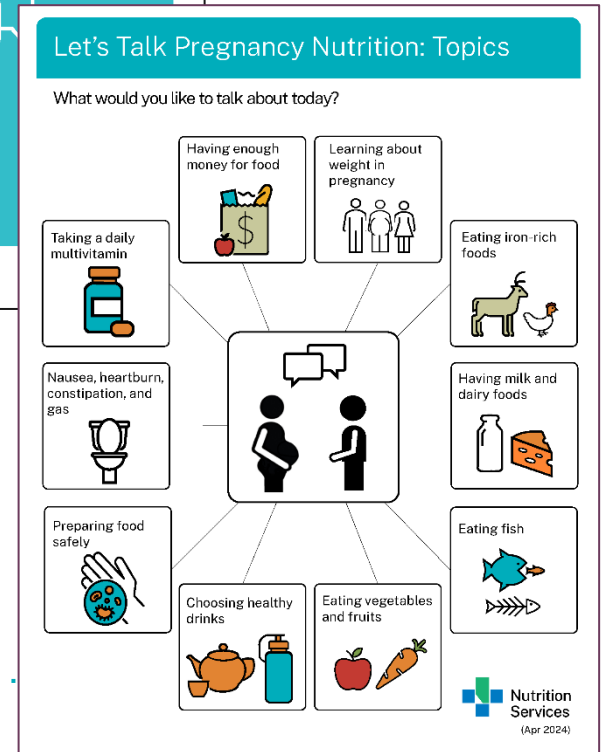 Let's Talk Pregnancy Nutrition: Topics
What would you like to talk about today?
Having enough
money for food
$
Learning about
weight in
pregnancy
Taking a daily
multivitamin
Eating iron-rich
foods
Nausea, heartburn,
constipation, and
gas
Having milk and
dairy foods
Preparing food
safely
Eating fish
Choosing healthy
drinks
Eating vegetables
and fruits
Nutrition
Services
(Apr 2024)